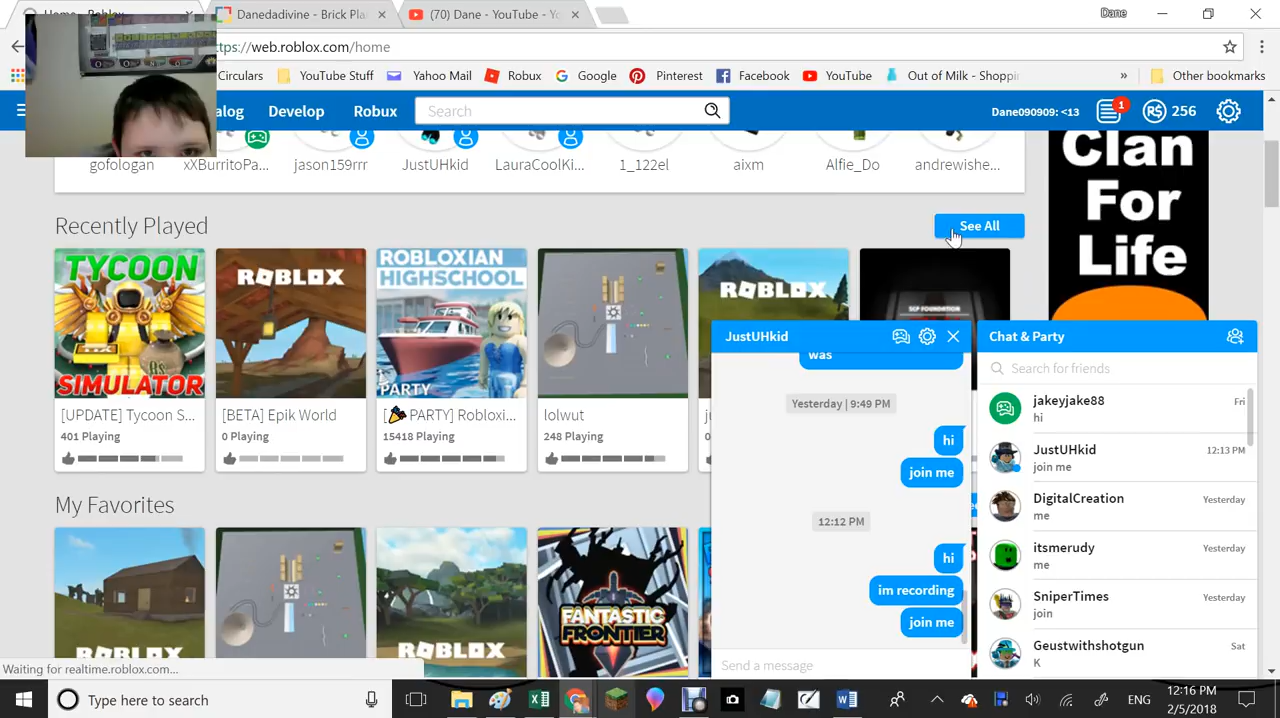 Danedadivine - Brick Pla
(70) Dane - YouTube - Yo
Dane
ttps://web.roblox.com/home
Circulars
YouTube Stuff
Yahoo Mail
Robux
Google
Pinterest
Facebook
YouTube
Out of Milk - Shoppin
»
Other bookmarks
alog
Develop
Robux
Search
Dane090909: <13
1
R$ 256
gofologan
xXBurritoPa...
jason159rrr
JustUHkid
LauraCoolKi...
1_122el
aixm
Alfie_Do
andrewishe...
Clan
For
Life
Recently Played
See All
TYCOON
SIMULATOR
ROBLOX
ROBLOXIAN
HIGHSCHOOL
PARTY
ROBLOX
SCP FOUNDATION
[UPDATE] Tycoon S...
401 Playing
[BETA] Epik World
0 Playing
[🎉 PARTY] Robloxi...
15418 Playing
lolwut
248 Playing
My Favorites
ROBLOX
ROBLOX
FANTASTIC
FRONTIER
JustUHkid
was
Yesterday | 9:49 PM
hi
join me
12:12 PM
hi
im recording
join me
Send a message
Chat & Party
Search for friends
jakeyjake88
Fri
hi
JustUHkid
12:13 PM
join me
DigitalCreation
Yesterday
me
itsmerudy
Yesterday
me
SniperTimes
Yesterday
join
Geustwithshotgun
Sat
K
Waiting for realtime.roblox.com...
Type here to search
ENG
12:16 PM
2/5/2018